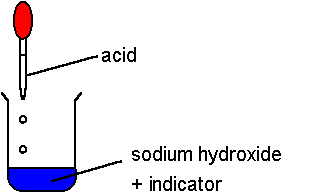 acid
sodium hydroxide
+ indicator